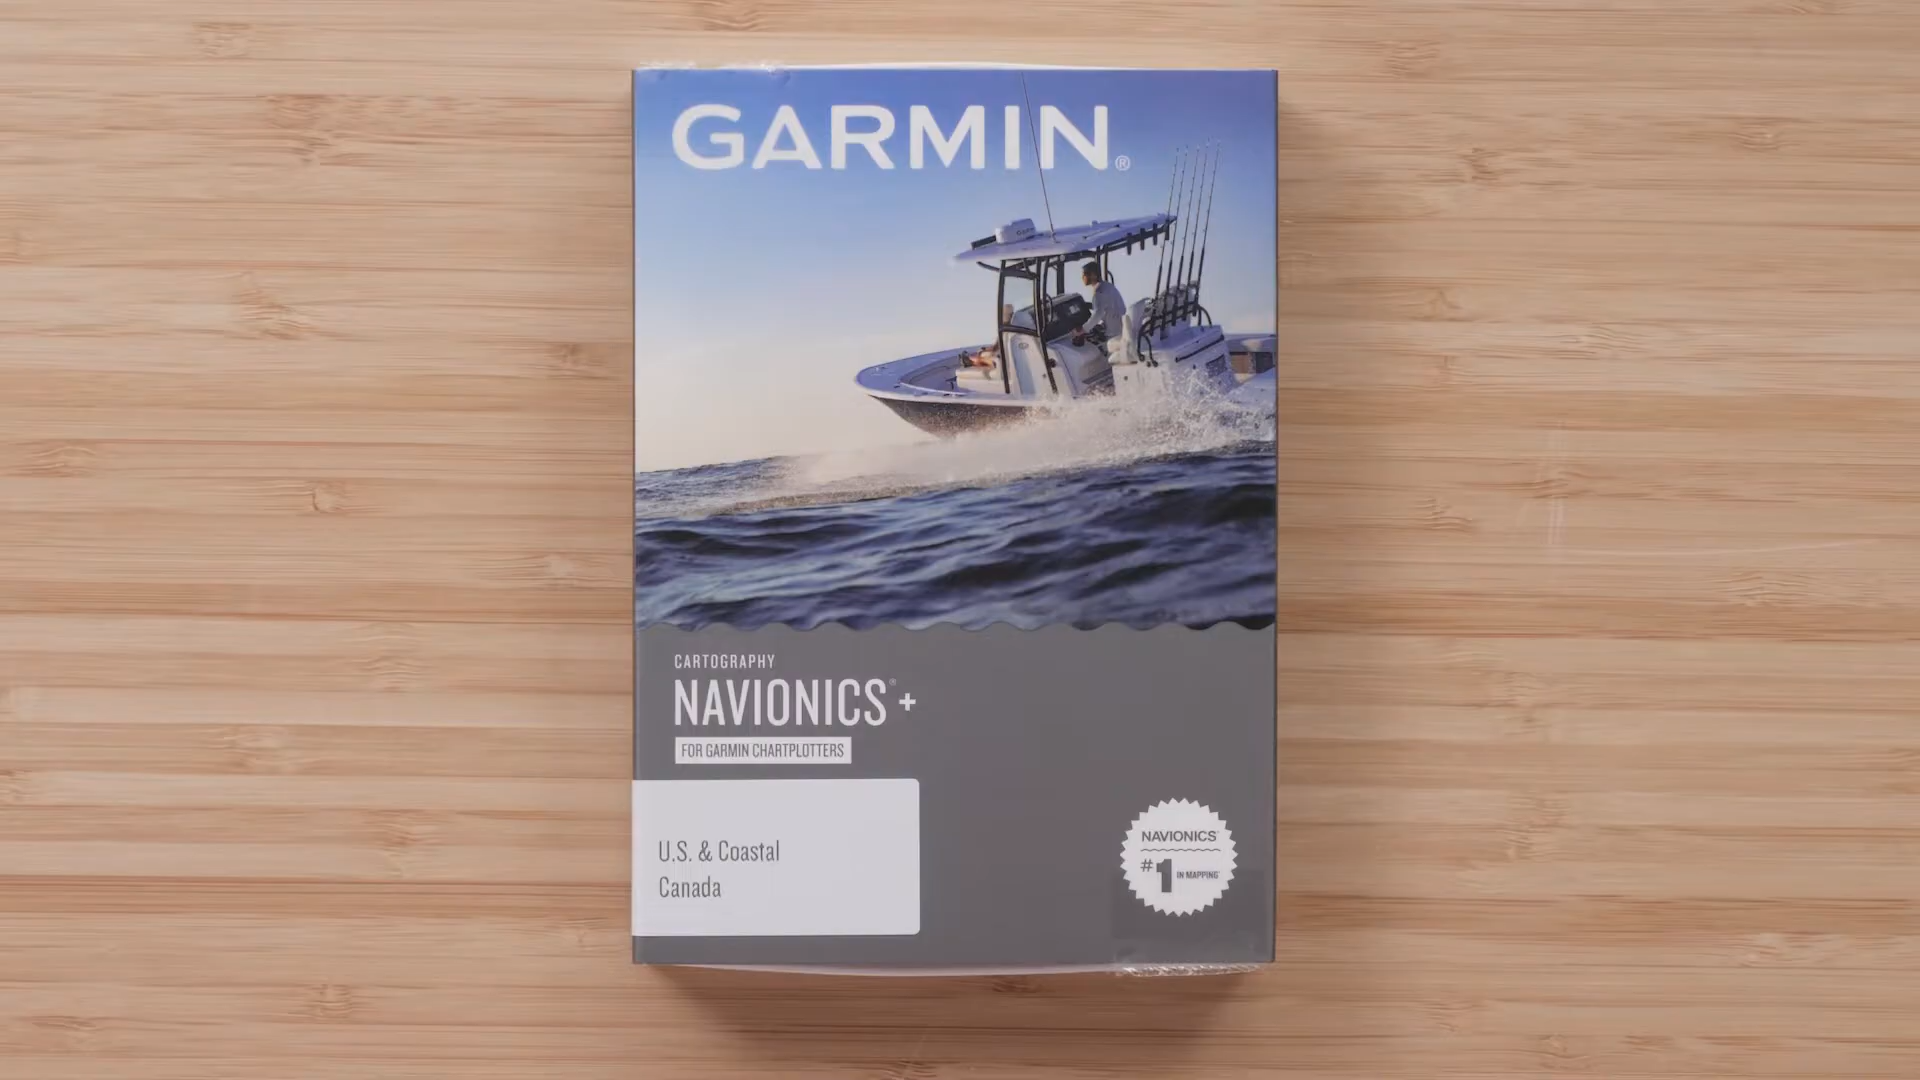 GARMIN®
CARTOGRAPHY
NAVIONICS®+
FOR GARMIN CHARTPLOTTERS
U.S. & Coastal
Canada
NAVIONICS®
#1 IN MAPPING